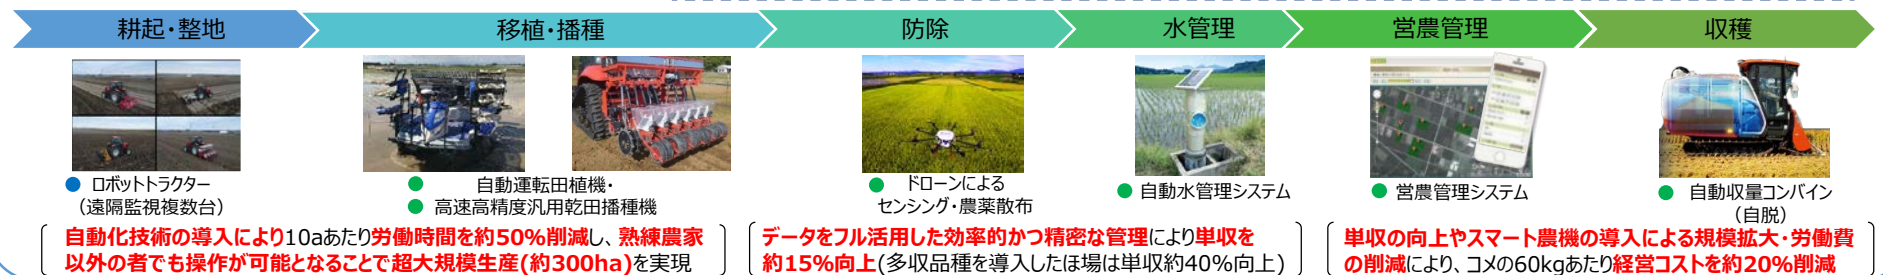 耕起・整地
移植・播種
防除
水管理
営農管理
収穫
● ロボットトラクター
（遠隔監視複数台）
● 自動運転田植機・
● 高速高精度汎用乾田播種機
● ドローンによる
センシング・農薬散布
● 自動水管理システム
● 営農管理システム
● 自動収量コンバイン
（自脱）
自動化技術の導入により10aあたり労働時間を約50%削減し、熟練農家
以外の者でも操作が可能となることで超大規模生産(約300ha)を実現
データをフル活用した効率的かつ精密な管理により単収を
約15%向上(多収品種を導入したほ場は単収約40%向上)
単収の向上やスマート農機の導入による規模拡大・労働費
の削減により、コメの60kgあたり経営コストを約20%削減